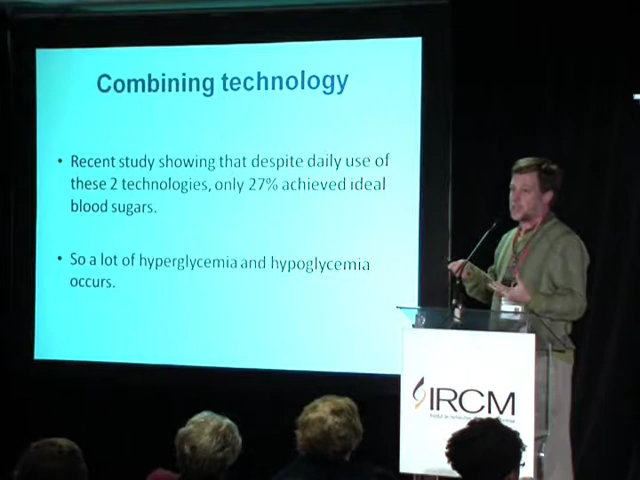 Combining technology
• Recent study showing that despite daily use of
these 2 technologies, only 27% achieved ideal
blood sugars.
• So a lot of hyperglycemia and hypoglycemia
occurs.
IRCM